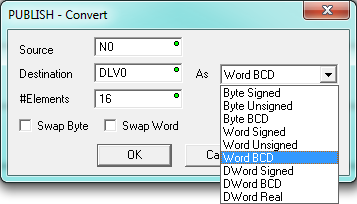 PUBLISH - Convert
Source N0
Destination DLV0 As Word BCD
#Elements 16
Swap Byte Swap Word
OK Ca
Byte Signed
Byte Unsigned
Byte BCD
Word Signed
Word Unsigned
Word BCD
DWord Signed
DWord BCD
DWord Real